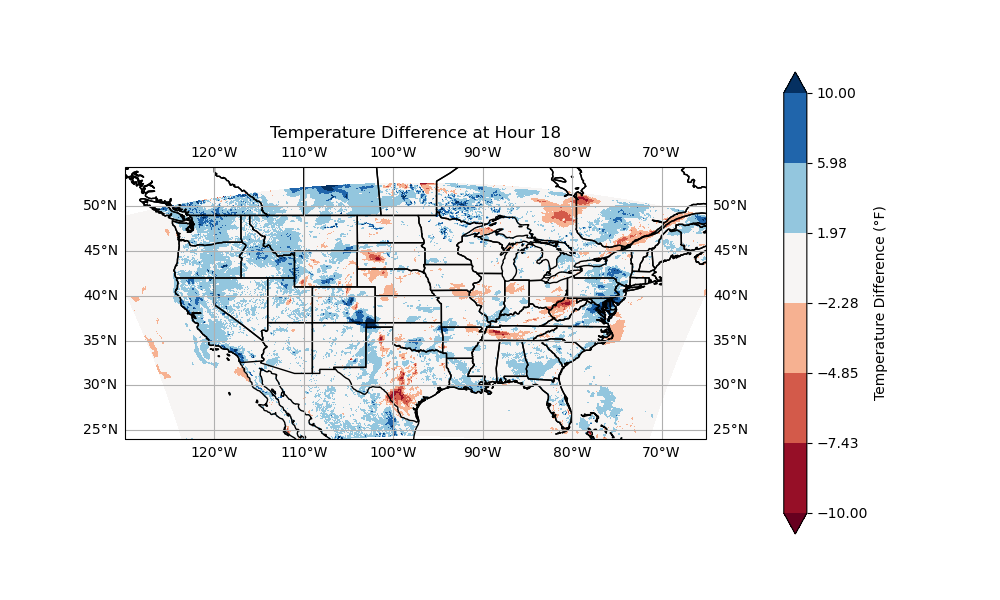 Temperature Difference at Hour 18
120°W 110°W 100°W 90°W 80°W 70°W
50°N 50°N
45°N 45°N
40°N 40°N
35°N 35°N
30°N 30°N
25°N 25°N
120°W 110°W 100°W 90°W 80°W 70°W
10.00
5.98
1.97
−2.28
−4.85
−7.43
−10.00
Temperature Difference (°F)